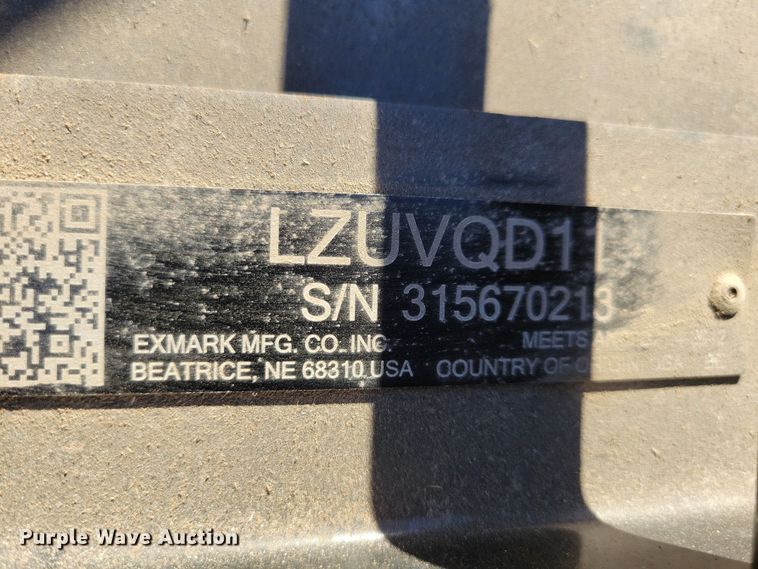 LZUVQD1
S/N 315670213
EXMARK MFG. CO. INC. MEETS
BEATRICE, NE 68310 USA COUNTRY OF
Purple Wave Auction